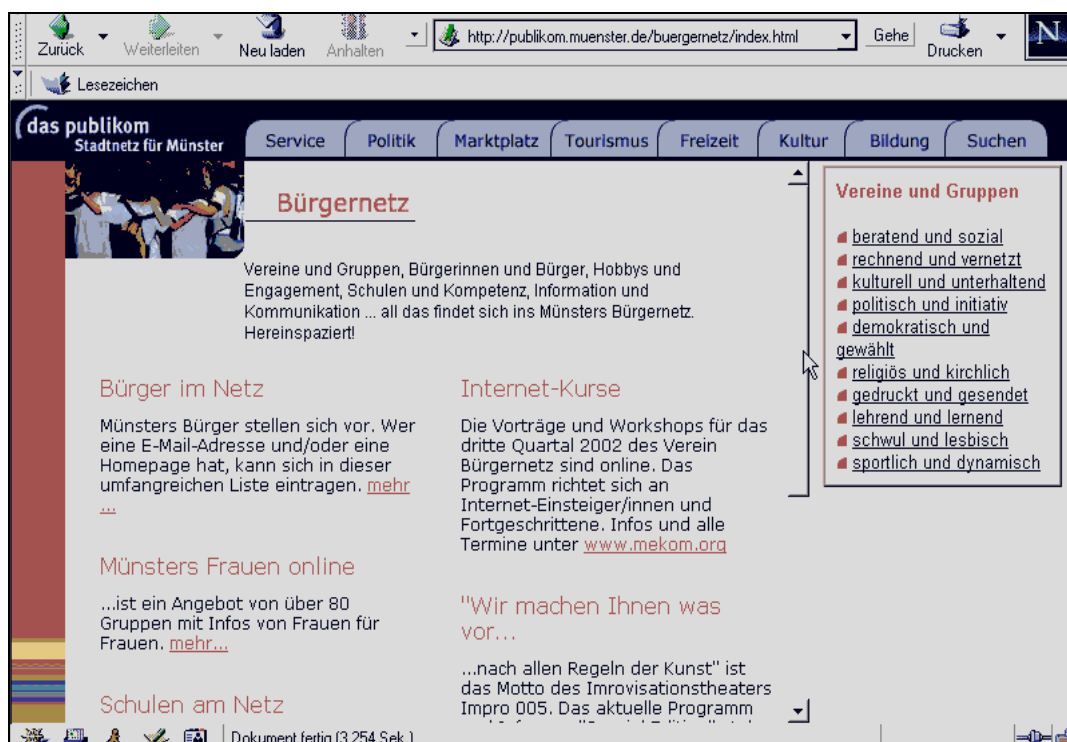 Zurück Weiterleiten Neu laden Anhalten http://publikom.muenster.de/buergernetz/index.html Gehe Drucken N
Lesezeichen
das publikom
Stadtnetz für Münster
Service Politik Marktplatz Tourismus Freizeit Kultur Bildung Suchen
Bürgernetz
Vereine und Gruppen, Bürgerinnen und Bürger, Hobbys und
Engagement, Schulen und Kompetenz, Information und
Kommunikation ... all das findet sich ins Münsters Bürgernetz.
Hereinspaziert!
Bürger im Netz
Münsters Bürger stellen sich vor. Wer
eine E-Mail-Adresse und/oder eine
Homepage hat, kann sich in dieser
umfangreichen Liste eintragen. mehr
...
Münsters Frauen online
...ist ein Angebot von über 80
Gruppen mit Infos von Frauen für
Frauen. mehr...
Schulen am Netz
Internet-Kurse
Die Vorträge und Workshops für das
dritte Quartal 2002 des Verein
Bürgernetz sind online. Das
Programm richtet sich an
Internet-Einsteiger/innen und
Fortgeschrittene. Infos und alle
Termine unter www.mekom.org
"Wir machen Ihnen was
vor...
...nach allen Regeln der Kunst" ist
das Motto des Imrovisationstheaters
Impro 005. Das aktuelle Programm
Vereine und Gruppen
beratend und sozial
rechnend und vernetzt
kulturell und unterhaltend
politisch und initiativ
demokratisch und
gewählt
religiös und kirchlich
gedruckt und gesendet
lehrend und lernend
schwul und lesbisch
sportlich und dynamisch
Dokument fertig (3.254 Sek.)